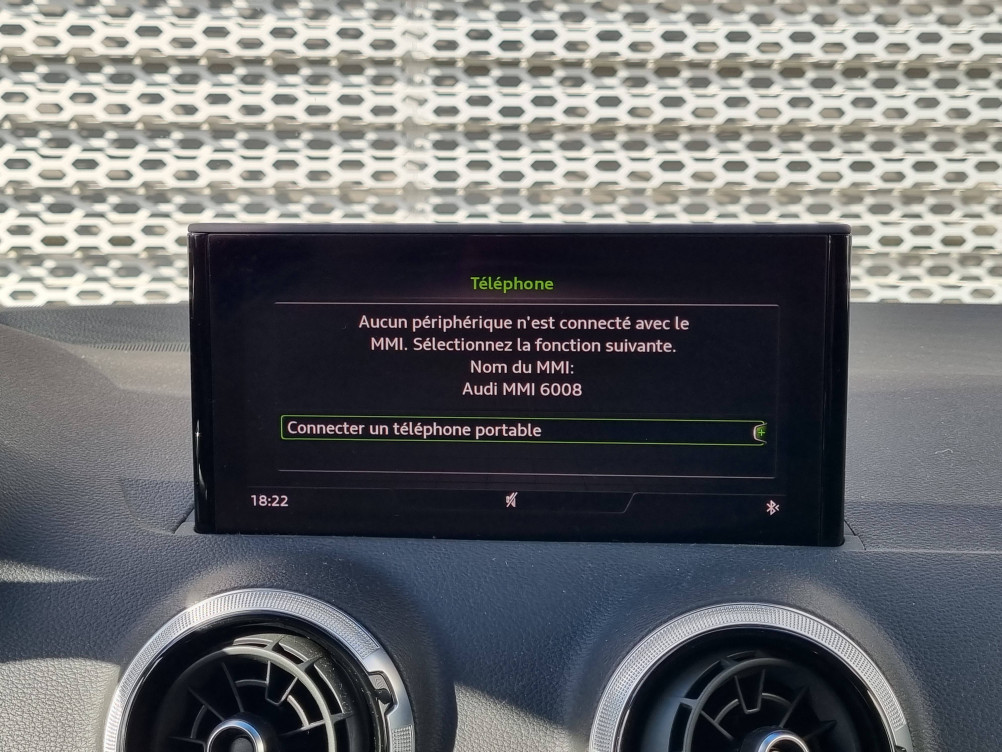 Téléphone
Aucun périphérique n'est connecté avec le
MMI. Sélectionnez la fonction suivante.
Nom du MMI:
Audi MMI 6008
Connecter un téléphone portable
18:22